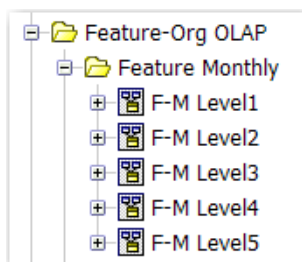 Feature-Org OLAP
Feature Monthly
F-M Level1
F-M Level2
F-M Level3
F-M Level4
F-M Level5